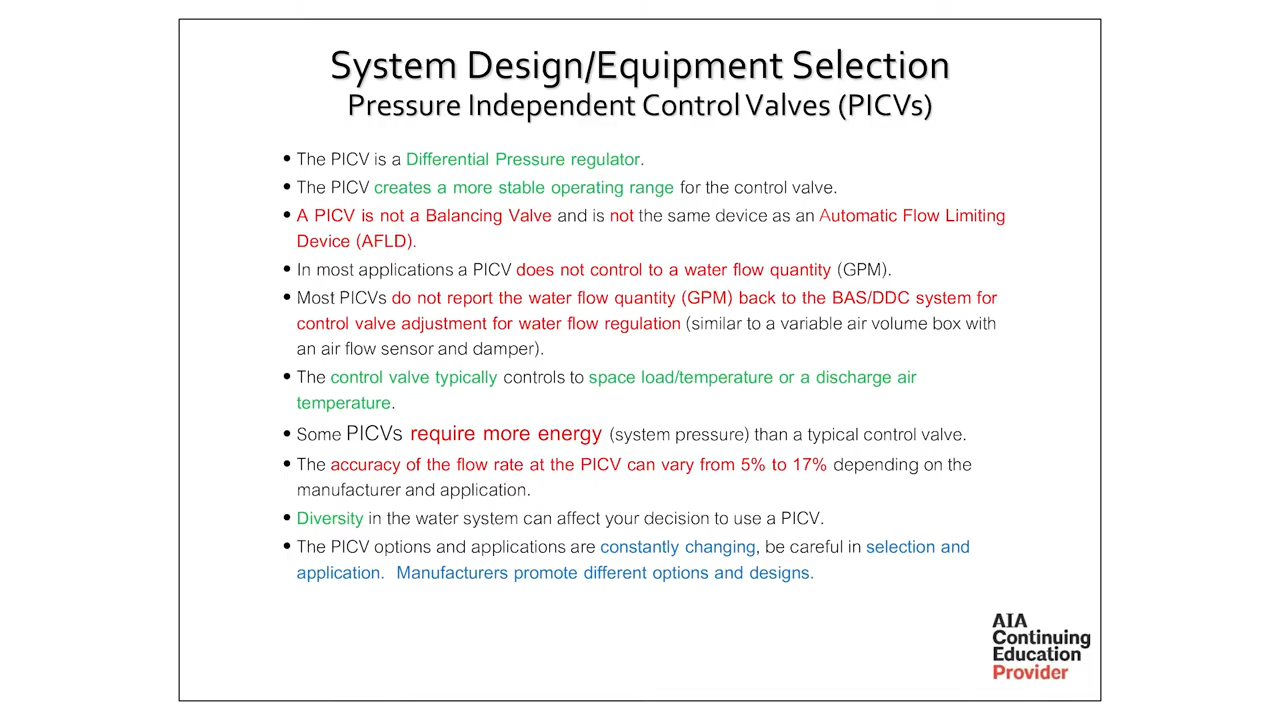 System Design/Equipment Selection
Pressure Independent Control Valves (PICVs)
• The PICV is a Differential Pressure regulator.
• The PICV creates a more stable operating range for the control valve.
• A PICV is not a Balancing Valve and is not the same device as an Automatic Flow Limiting
Device (AFLD).
• In most applications a PICV does not control to a water flow quantity (GPM).
• Most PICVs do not report the water flow quantity (GPM) back to the BAS/DDC system for
control valve adjustment for water flow regulation (similar to a variable air volume box with
an air flow sensor and damper).
• The control valve typically controls to space load/temperature or a discharge air
temperature.
• Some PICVs require more energy (system pressure) than a typical control valve.
• The accuracy of the flow rate at the PICV can vary from 5% to 17% depending on the
manufacturer and application.
• Diversity in the water system can affect your decision to use a PICV.
• The PICV options and applications are constantly changing, be careful in selection and
application. Manufacturers promote different options and designs.
AIA
Continuing
Education
Provider